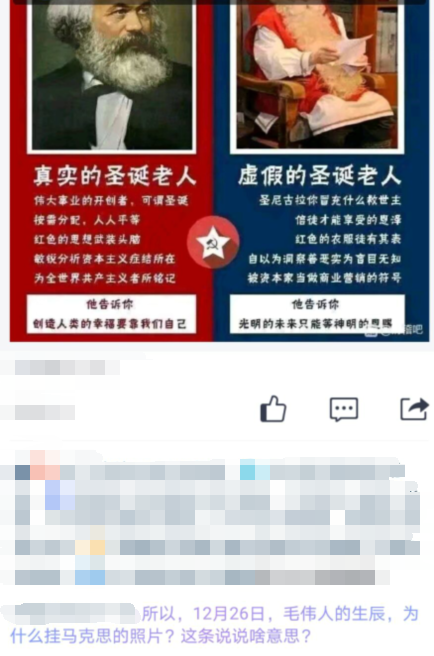 真实的圣诞老人
伟大事业的开创者，可谓圣诞
按需分配，人人平等
红色的思想武装头脑
敏锐分析资本主义症结所在
为全世界共产主义者所铭记
他告诉你
创造人类的幸福要靠我们自己
虚假的圣诞老人
圣尼古拉你冒充什么救世主
信徒才能享受的恩泽
红色的衣服徒有其表
自以为洞察善恶实为盲目无知
被资本家当做商业营销的符号
他告诉你
光明的未来只能等神明的恩赐
所以，12月26日，毛伟人的生辰，为
什么挂马克思的照片？这条说说啥意思？